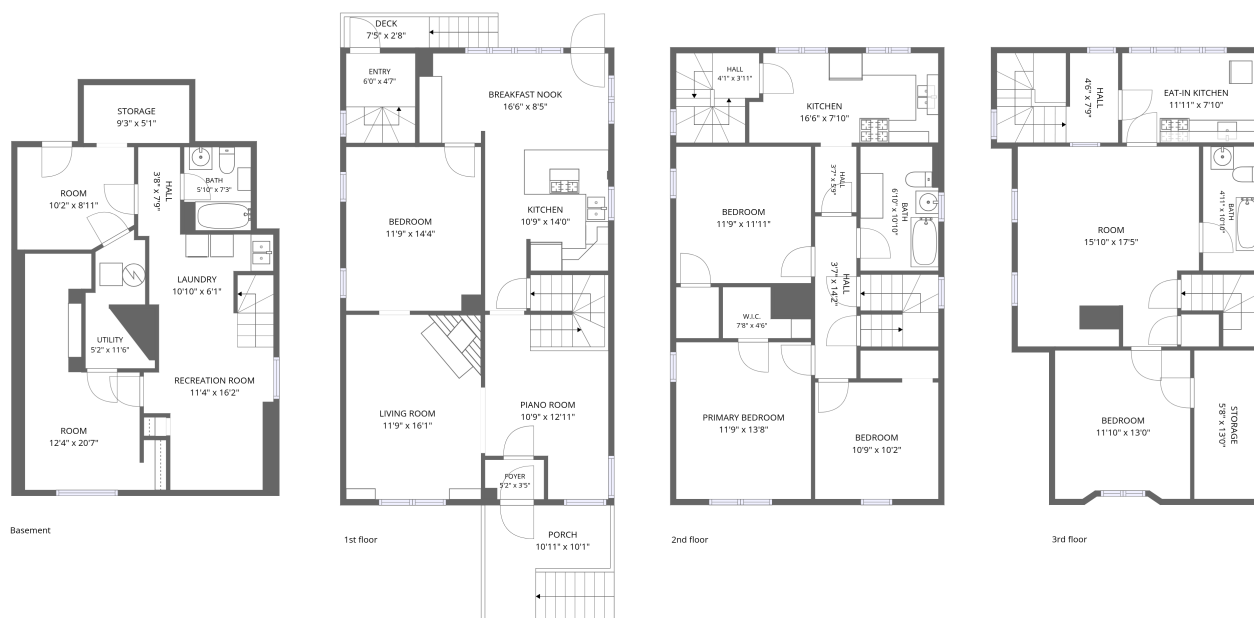 STORAGE
9'3" x 5'1"
ROOM
10'2" x 8'11"
HALL
3'8" x 7'9"
BATH
5'10" x 7'3"
LAUNDRY
10'10" x 6'1"
UTILITY
5'2" x 11'6"
RECREATION ROOM
11'4" x 16'2"
ROOM
12'4" x 20'7"
Basement
DECK
7'5" x 2'8"
ENTRY
6'0" x 4'7"
BREAKFAST NOOK
16'6" x 8'5"
BEDROOM
11'9" x 14'4"
KITCHEN
10'9" x 14'0"
LIVING ROOM
11'9" x 16'1"
PIANO ROOM
10'9" x 12'11"
FOYER
5'2" x 3'5"
PORCH
10'11" x 10'1"
1st floor
HALL
4'1" x 3'11"
KITCHEN
16'6" x 7'10"
HALL
3'7" x 5'9"
BEDROOM
11'9" x 11'11"
BATH
6'10" x 10'10"
HALL
3'7" x 14'2"
W.I.C.
7'8" x 4'6"
PRIMARY BEDROOM
11'9" x 13'8"
BEDROOM
10'9" x 10'2"
2nd floor
HALL
4'6" x 7'9"
EAT-IN KITCHEN
11'11" x 7'10"
ROOM
15'10" x 17'5"
BATH
4'11" x 10'10"
BEDROOM
11'10" x 13'0"
STORAGE
5'8" x 13'0"
3rd floor